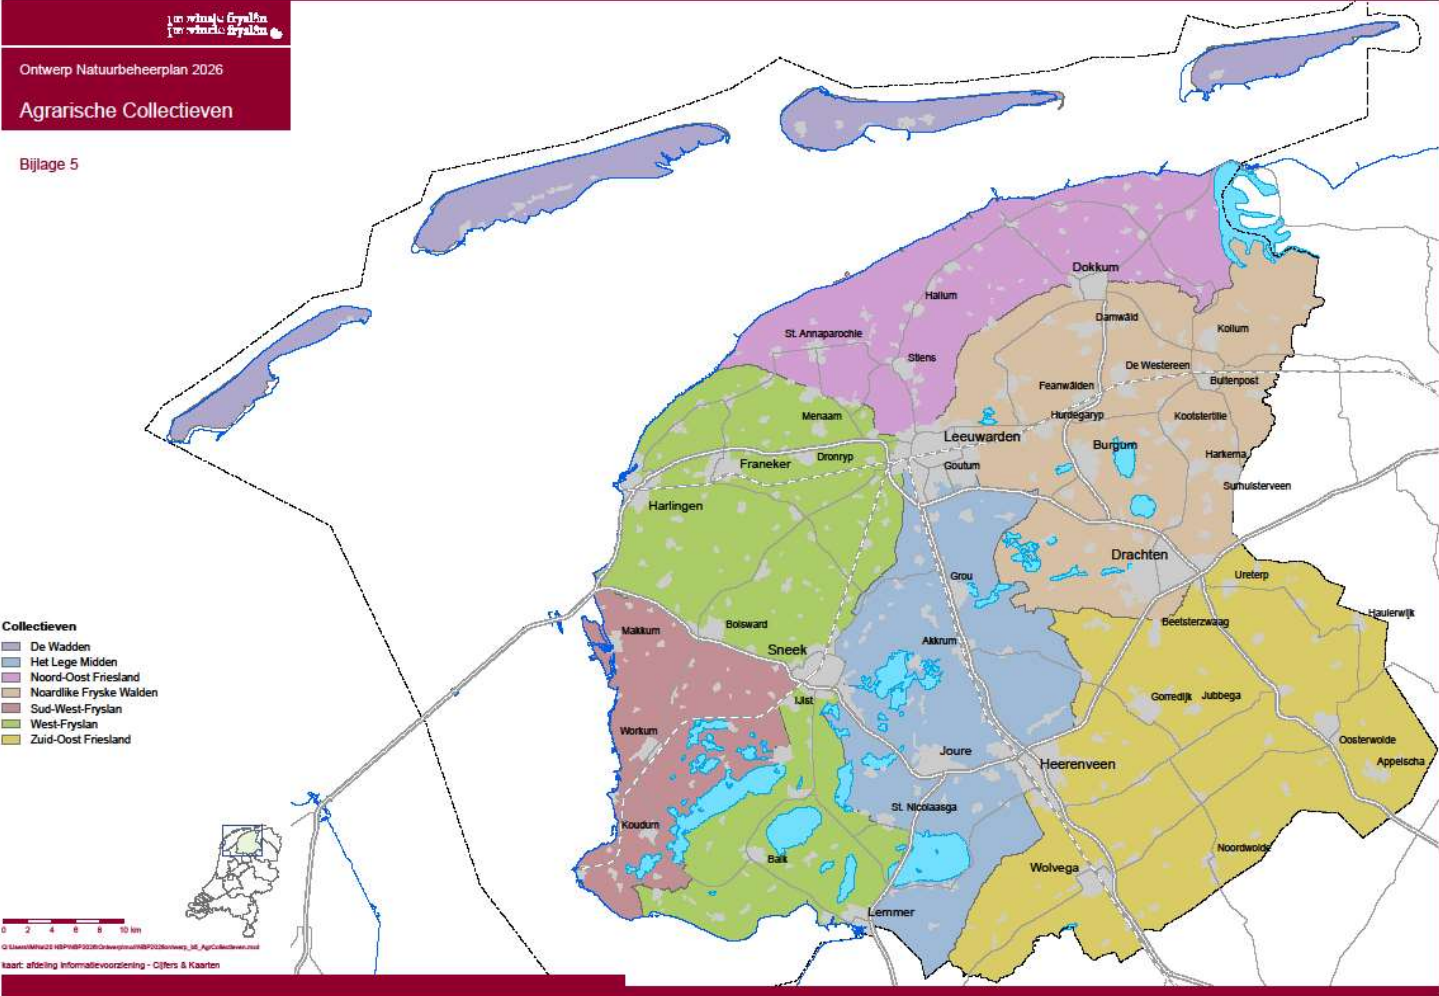 provinsje fryslân
provincie fryslân
Ontwerp Natuurbeheerplan 2026
Agrarische Collectieven
Bijlage 5
Dokkum
Hallum
Damwâld
Kollum
St. Annaparochie
Stiens
De Westereen
Buitenpost
Feanwâlden
Menaam
Hurdegaryp
Kootstertille
Leeuwarden
Burgum
Dronryp
Harkema
Franeker
Goutum
Surhuisterveen
Harlingen
Drachten
Grou
Ureterp
Haulerwijk
Beetsterzwaag
Bolsward
Makkum
Akkrum
Sneek
IJlst
Gorredijk
Jubbega
Workum
Oosterwolde
Joure
Appelscha
Heerenveen
St. Nicolaasga
Koudum
Noordwolde
Balk
Wolvega
Lemmer
Collectieven
De Wadden
Het Lege Midden
Noord-Oost Friesland
Noardlike Fryske Walden
Sud-West-Fryslan
West-Fryslan
Zuid-Oost Friesland
0 2 4 6 8 10 km
kaart: afdeling Informatievoorziening - Cijfers & Kaarten